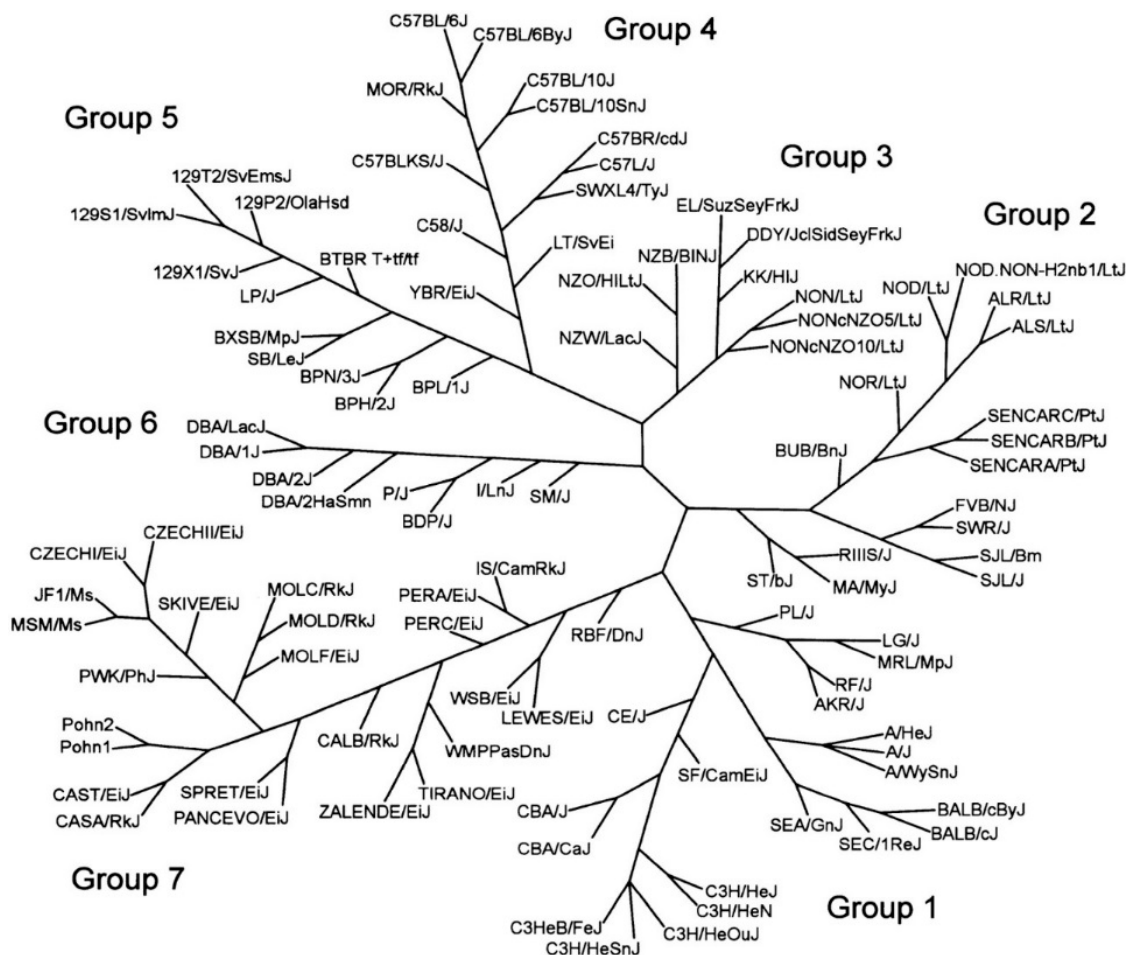 Group 4
C57BL/6J
C57BL/6ByJ
MOR/RkJ
C57BL/10J
C57BL/10SnJ
C57BR/cdJ
C57L/J
SWXL4/TyJ
C57BLKS/J
C58/J
LT/SvEi
YBR/EiJ
Group 5
129T2/SvEmsJ
129S1/SvImJ
129P2/OlaHsd
129X1/SvJ
BTBR T+tf/tf
LP/J
BXSB/MpJ
SB/LeJ
BPN/3J
BPH/2J
BPL/1J
Group 3
EL/SuzSeyFrkJ
DDY/JclSidSeyFrkJ
NZB/BINJ
NZO/HILtJ
KK/HIJ
NZW/LacJ
NON/LtJ
NONcNZO5/LtJ
NONcNZO10/LtJ
Group 2
NOD.NON-H2nb1/LtJ
NOD/LtJ
ALR/LtJ
ALS/LtJ
NOR/LtJ
BUB/BnJ
SENCARC/PtJ
SENCARB/PtJ
SENCARA/PtJ
FVB/NJ
SWR/J
SJL/Bm
SJL/J
RIIIS/J
MA/MyJ
ST/bJ
Group 6
DBA/LacJ
DBA/1J
DBA/2J
DBA/2HaSmn
P/J
BDP/J
I/LnJ
SM/J
CZECHII/EiJ
CZECHI/EiJ
JF1/Ms
MSM/Ms
SKIVE/EiJ
PWK/PhJ
MOLC/RkJ
MOLD/RkJ
MOLF/EiJ
IS/CamRkJ
PERA/EiJ
PERC/EiJ
RBF/DnJ
WSB/EiJ
LEWES/EiJ
CALB/RkJ
WMPPasDnJ
TIRANO/EiJ
ZALENDE/EiJ
Pohn2
Pohn1
CAST/EiJ
CASA/RkJ
SPRET/EiJ
PANCEVO/EiJ
Group 7
PL/J
LG/J
MRL/MpJ
RF/J
AKR/J
CE/J
SF/CamEiJ
A/HeJ
A/J
A/WySnJ
BALB/cByJ
BALB/cJ
SEA/GnJ
SEC/1ReJ
CBA/J
CBA/CaJ
C3H/HeJ
C3H/HeN
C3H/HeOuJ
C3HeB/FeJ
C3H/HeSnJ
Group 1